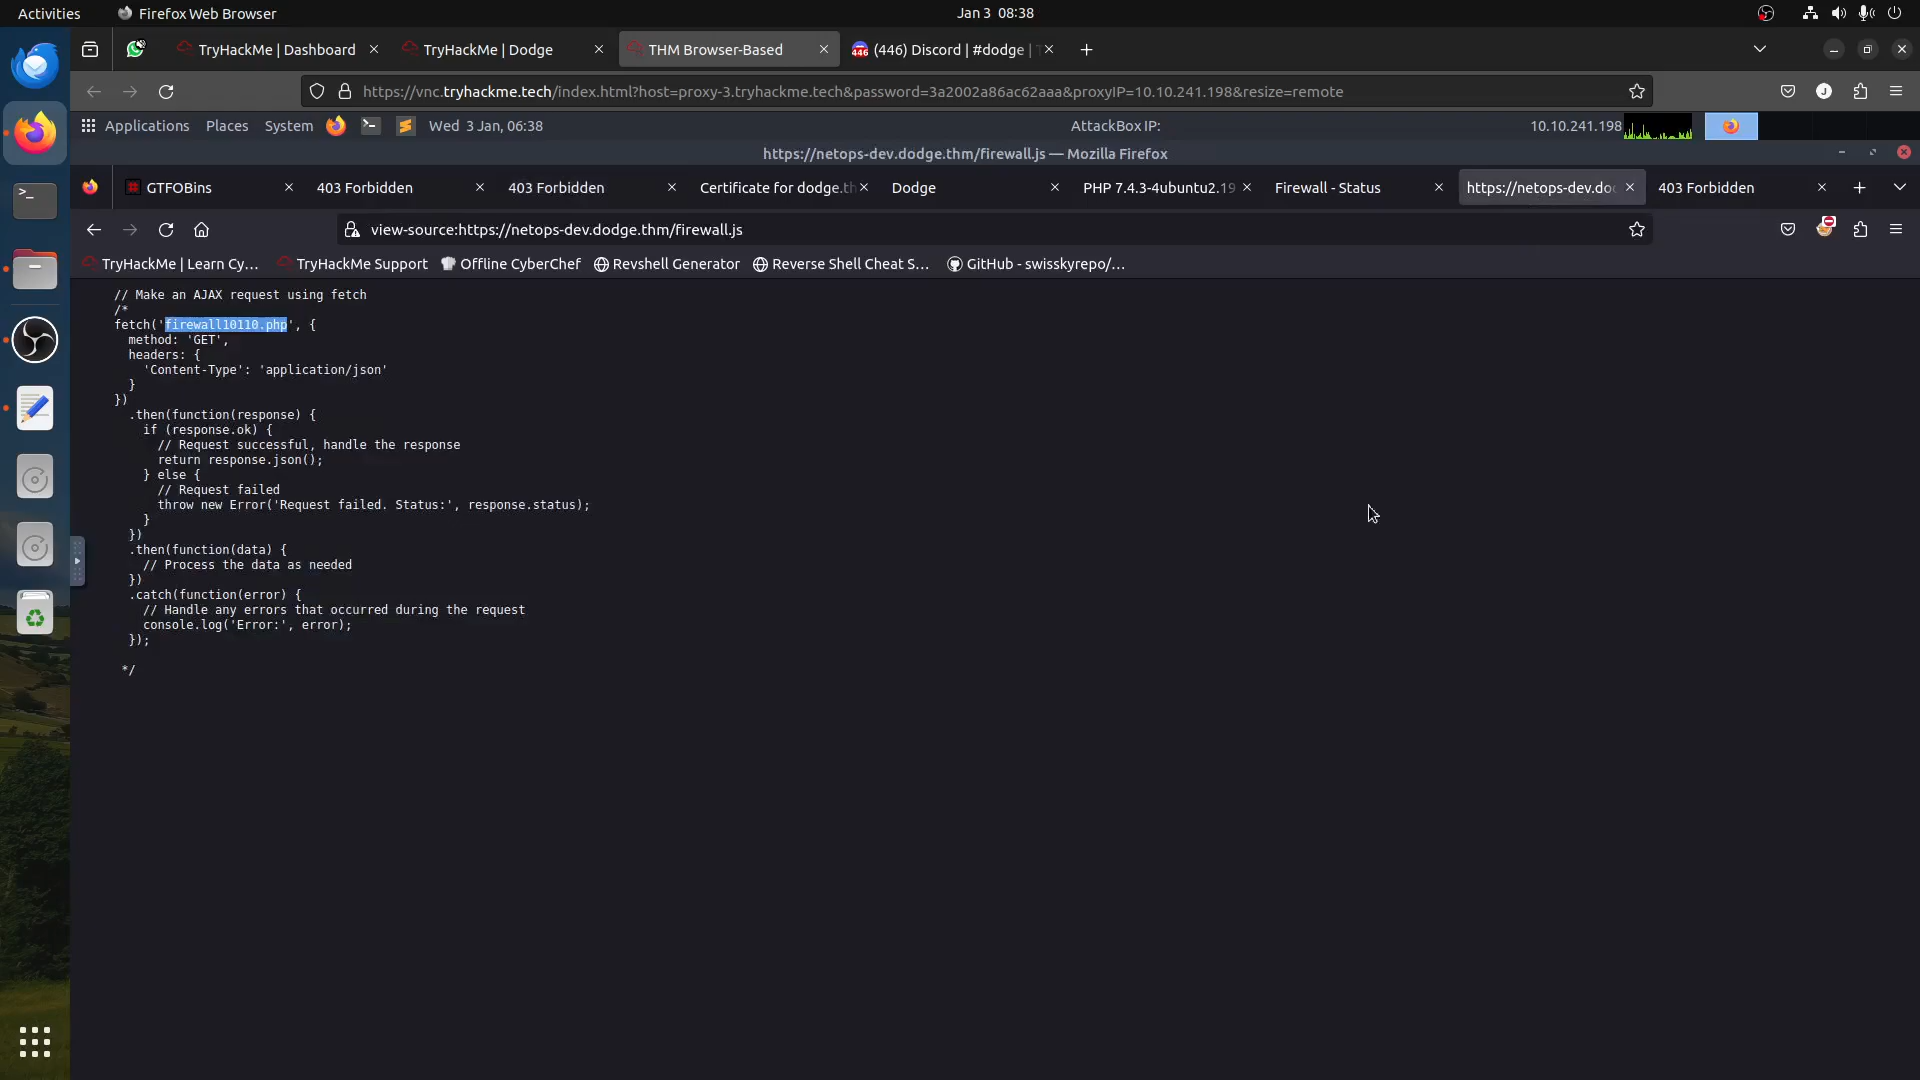 Activities Firefox Web Browser Jan 3 08:38
TryHackMe | Dashboard TryHackMe | Dodge THM Browser-Based 446 (446) Discord | #dodge |
https://vnc.tryhackme.tech/index.html?host=proxy-3.tryhackme.tech&password=3a2002a86ac62aaa&proxyIP=10.10.241.198&resize=remote J
Applications Places System Wed 3 Jan, 06:38 AttackBox IP: 10.10.241.198
https://netops-dev.dodge.thm/firewall.js — Mozilla Firefox
GTFOBins 403 Forbidden 403 Forbidden Certificate for dodge.th Dodge PHP 7.4.3-4ubuntu2.19 Firewall - Status https://netops-dev.do 403 Forbidden
view-source:https://netops-dev.dodge.thm/firewall.js
TryHackMe | Learn Cy... TryHackMe Support Offline CyberChef Revshell Generator Reverse Shell Cheat S... GitHub - swisskyrepo/...
// Make an AJAX request using fetch
/*
fetch('firewall10110.php', {
method: 'GET',
headers: {
'Content-Type': 'application/json'
}
})
.then(function(response) {
if (response.ok) {
// Request successful, handle the response
return response.json();
} else {
// Request failed
throw new Error('Request failed. Status:', response.status);
}
})
.then(function(data) {
// Process the data as needed
})
.catch(function(error) {
// Handle any errors that occurred during the request
console.log('Error:', error);
});
*/